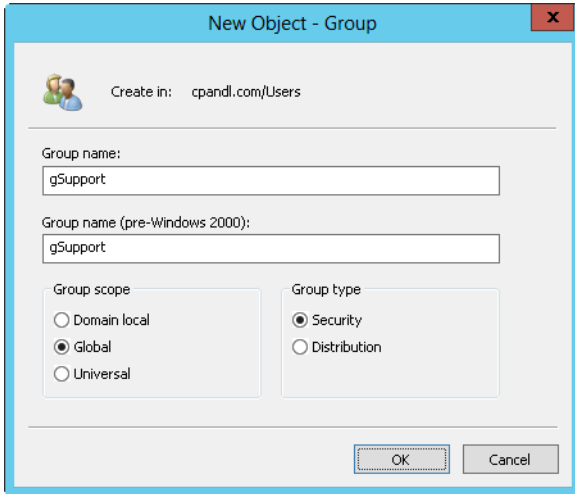 New Object - Group
x
Create in: cpandl.com/Users
Group name:
gSupport
Group name (pre-Windows 2000):
gSupport
Group scope
Domain local
Global
Universal
Group type
Security
Distribution
OK
Cancel